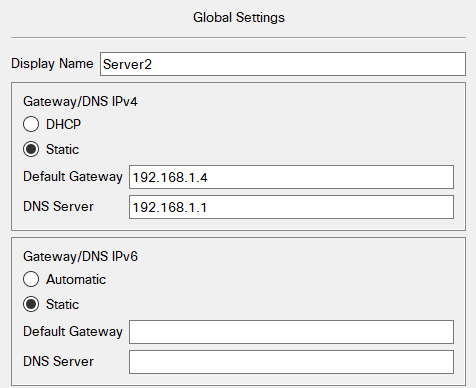 Global Settings
Display Name Server2
Gateway/DNS IPv4
DHCP
Static
Default Gateway 192.168.1.4
DNS Server 192.168.1.1
Gateway/DNS IPv6
Automatic
Static
Default Gateway
DNS Server